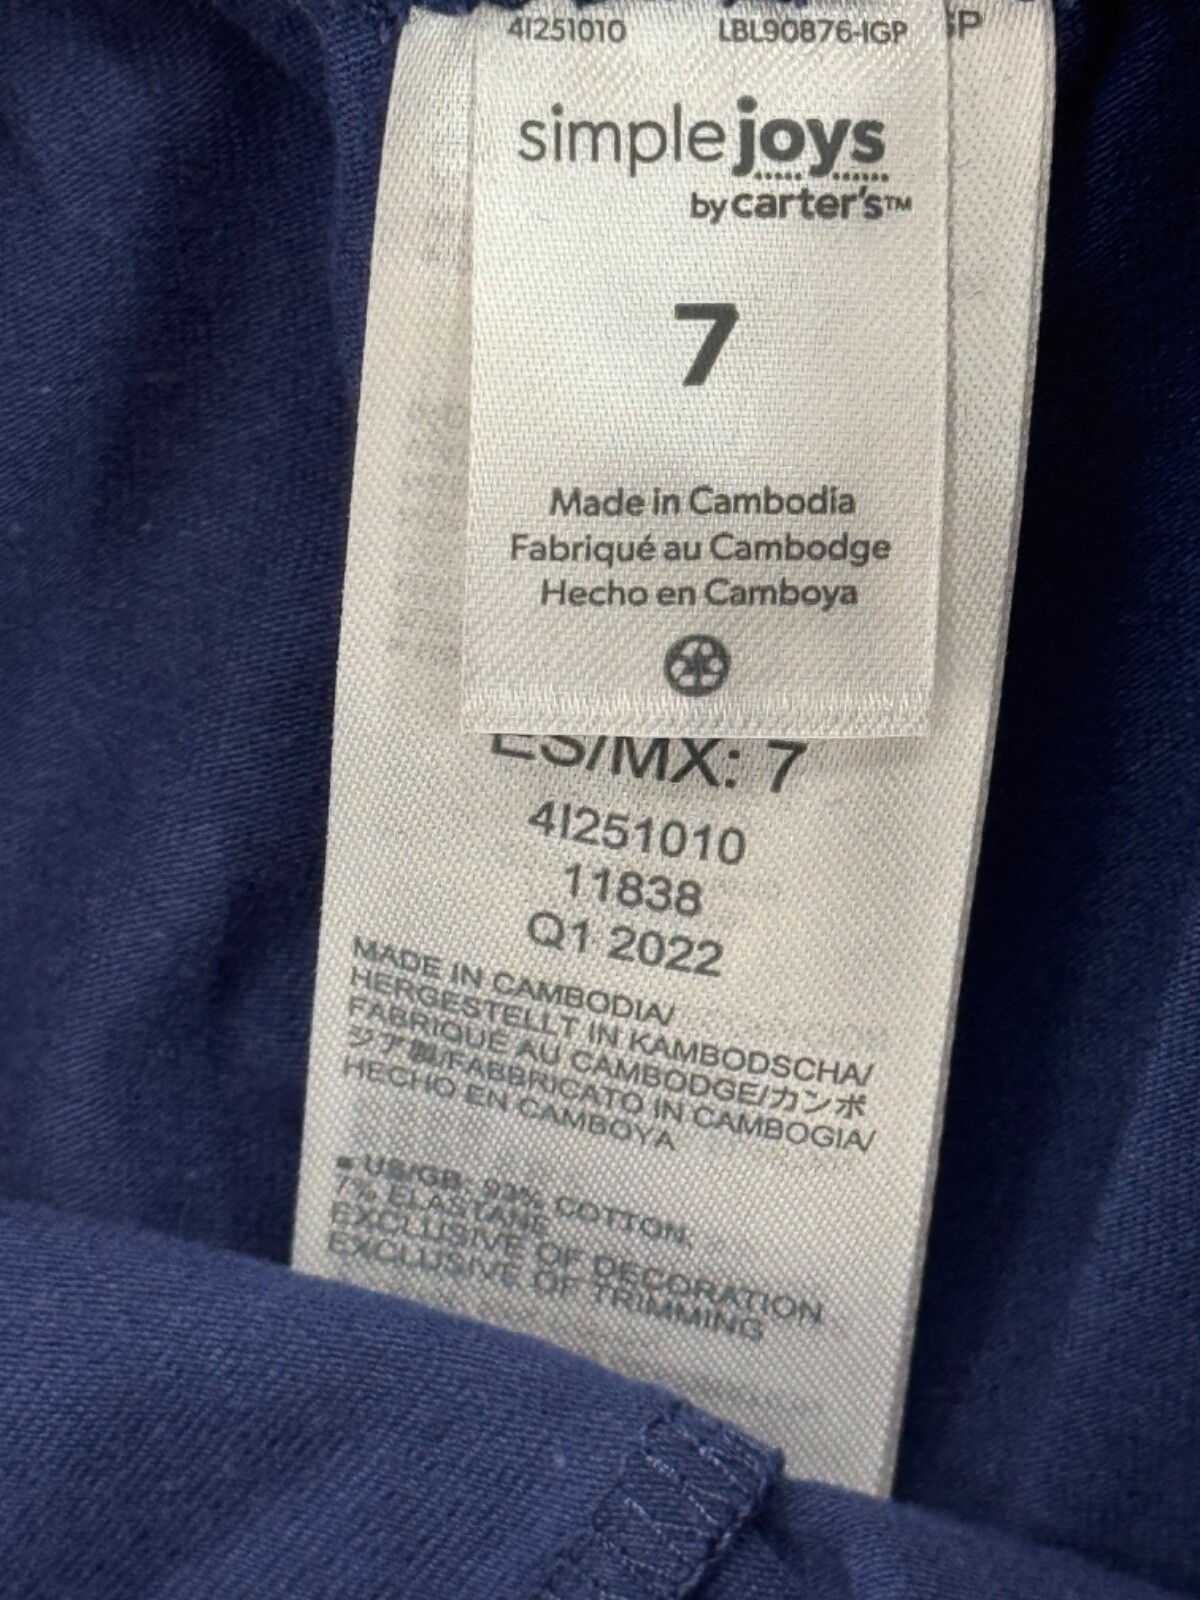 4I251010 LBL90876-IGP GP
simple joys
by carter's™
7
Made in Cambodia
Fabriqué au Cambodge
Hecho en Camboya
ES/MX: 7
4I251010
11838
Q1 2022
MADE IN CAMBODIA/
HERGESTELLT IN KAMBODSCHA/
FABRIQUE AU CAMBODGE/カンボ
ジア製/FABBRICATO IN CAMBOGIA/
HECHO EN CAMBOYA
■ US/GB: 93% COTTON,
7% ELASTANE
EXCLUSIVE OF DECORATION
EXCLUSIVE OF TRIMMING